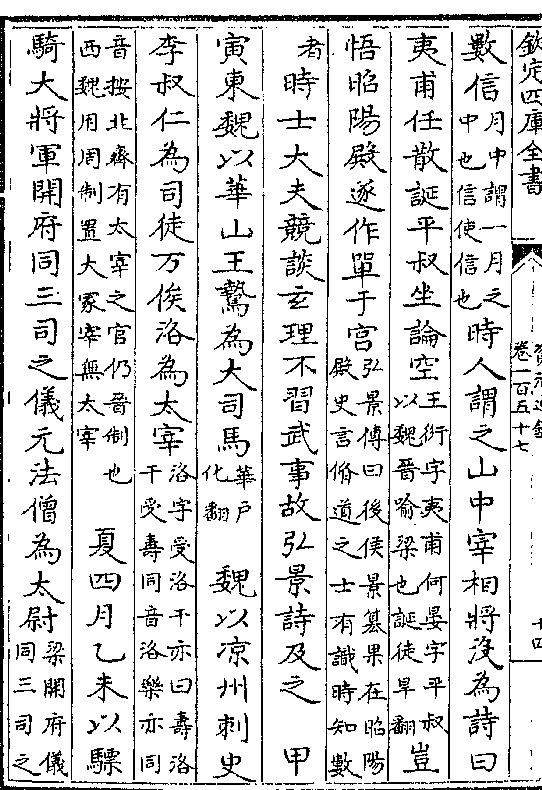 欽定四庫全書
卷一百五十七
十四
數信月中謂一月之中也信使信也時人謂之山中宰相將沒為詩曰
夷甫任散誕平叔坐論空王衍字夷甫何晏字平叔以魏晉喻梁也誕徒旱翻豈
悟昭陽殿遂作單于宮弘景傳曰後侯景篡果在昭陽殿史言脩道之士有識時知數
者時士大夫競談玄理不習武事故弘景詩及之 甲
寅東魏以華山王鷙為大司馬華戶化翻 魏以凉州刺史
李叔仁為司徒万俟洛為太宰洛字受洛干亦曰壽洛干受壽同音洛樂亦同
音按北齊有太宰之官仍晉制也西魏用周制置大冢宰無太宰 夏四月乙未以驃
騎大將軍開府同三司之儀元法僧為太尉梁開府儀同三司之